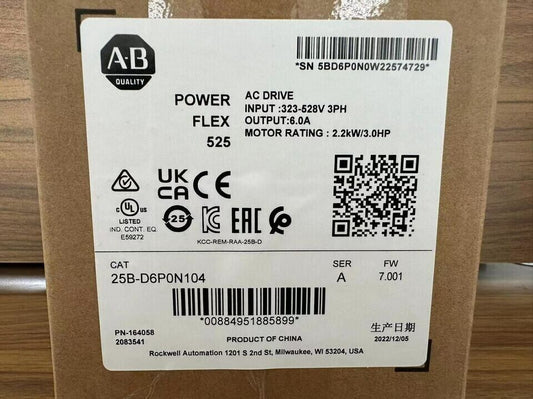 A-B
QUALITY
*SN 5BD6P0N0W22574729*
POWER
FLEX
525
AC DRIVE
INPUT :323-528V 3PH
OUTPUT:6.0A
MOTOR RATING : 2.2kW/3.0HP
UK
CA
CE
UL
C US
LISTED
IND. CONT. EQ.
E59272
25
EAC
KCC-REM-RAA-25B-D
CAT
25B-D6P0N104
SER
A
FW
7.001
*00884951885899*
PN-164058
2083541
PRODUCT OF CHINA
Rockwell Automation 1201 S 2nd St, Milwaukee, WI 53204, USA
生产日期
2022/12/05